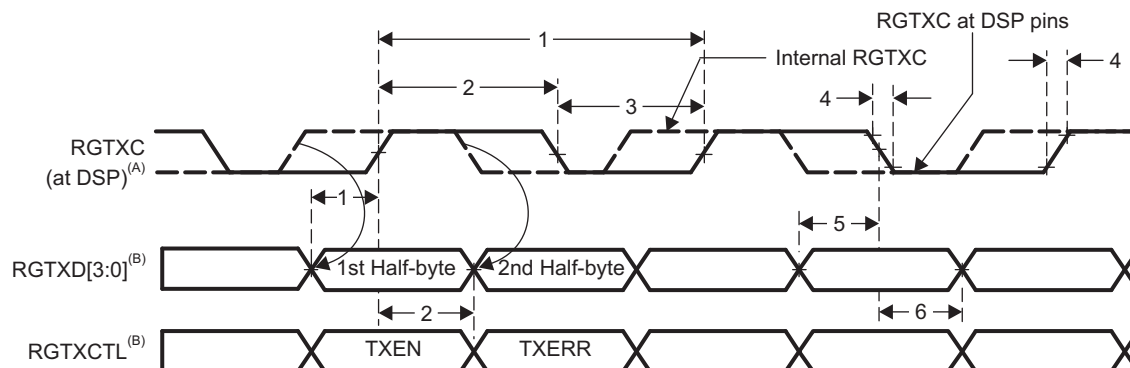 RGTXC at DSP pins
1
Internal RGTXC
4
2
4
3
RGTXC
(at DSP)(A)
1
5
RGTXD[3:0](B)
1st Half-byte
2nd Half-byte
2
6
RGTXCTL(B)
TXEN
TXERR